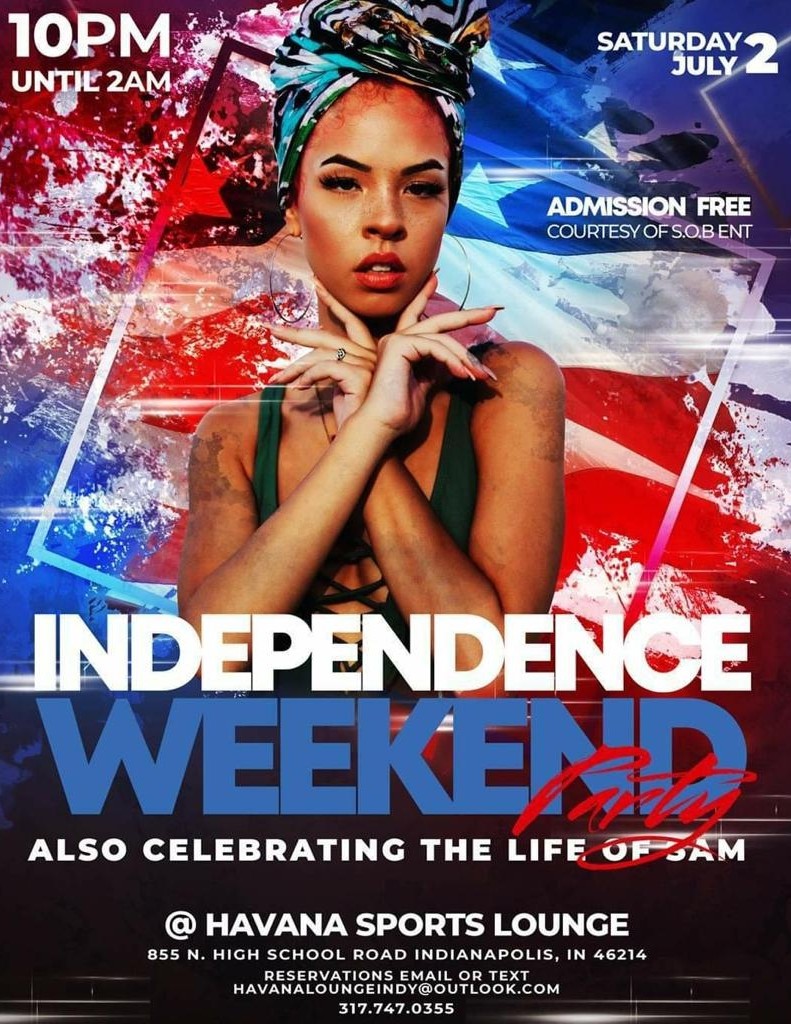 10PM
UNTIL 2AM
SATURDAY
JULY 2
ADMISSION FREE
COURTESY OF S.O.B ENT
INDEPENDENCE
WEEKEND
Party
ALSO CELEBRATING THE LIFE OF SAM
@ HAVANA SPORTS LOUNGE
855 N. HIGH SCHOOL ROAD INDIANAPOLIS, IN 46214
RESERVATIONS EMAIL OR TEXT
HAVANALOUNGEINDY@OUTLOOK.COM
317.747.0355